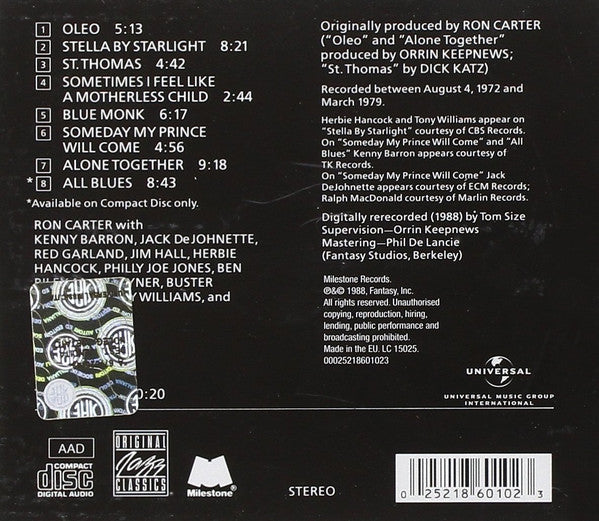 1 OLEO 5:13
2 STELLA BY STARLIGHT 8:21
3 ST. THOMAS 4:42
4 SOMETIMES I FEEL LIKE
A MOTHERLESS CHILD 2:44
5 BLUE MONK 6:17
6 SOMEDAY MY PRINCE
WILL COME 4:56
7 ALONE TOGETHER 9:18
*8 ALL BLUES 8:43
*Available on Compact Disc only.
RON CARTER with
KENNY BARRON, JACK DeJOHNETTE,
RED GARLAND, JIM HALL, HERBIE
HANCOCK, PHILLY JOE JONES, BEN
YNER, BUSTER
WILLIAMS, and
0:20
Originally produced by RON CARTER
("Oleo" and "Alone Together"
produced by ORRIN KEEPNEWS;
"St. Thomas" by DICK KATZ)
Recorded between August 4, 1972 and
March 1979.
Herbie Hancock and Tony Williams appear on
"Stella By Starlight" courtesy of CBS Records.
On "Someday My Prince Will Come" and "All
Blues" Kenny Barron appears courtesy of
TK Records.
On "Someday My Prince Will Come" Jack
DeJohnette appears courtesy of ECM Records;
Ralph MacDonald courtesy of Marlin Records.
Digitally rerecorded (1988) by Tom Size
Supervision—Orrin Keepnews
Mastering—Phil De Lancie
(Fantasy Studios, Berkeley)
Milestone Records.
℗&© 1988, Fantasy, Inc.
All rights reserved. Unauthorised
copying, reproduction, hiring,
lending, public performance and
broadcasting prohibited.
Made in the EU. LC 15025.
00025218601023
UNIVERSAL
UNIVERSAL MUSIC GROUP
INTERNATIONAL
AAD
COMPACT
disc
DIGITAL AUDIO
ORIGINAL
Jazz
CLASSICS
Milestone®
STEREO
0 25218 60102 3